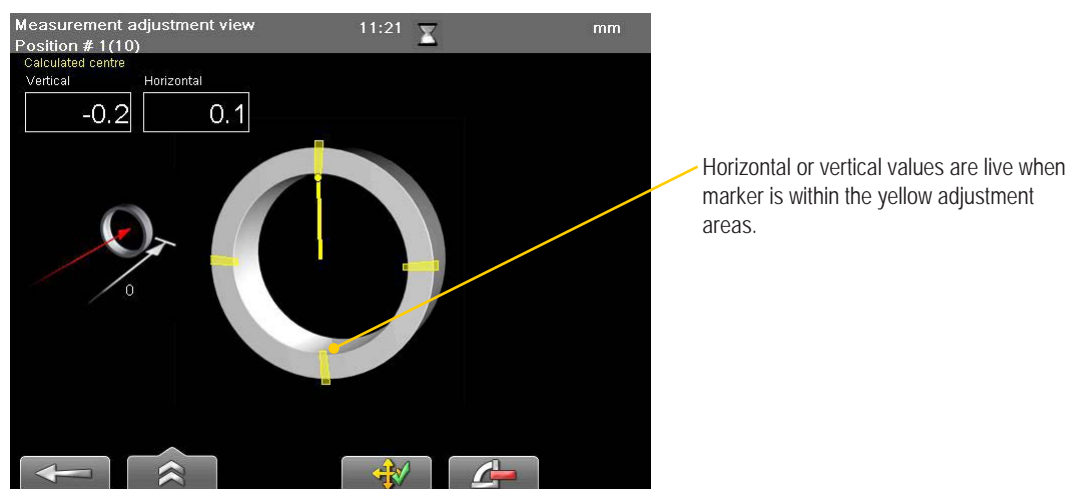 Measurement adjustment view
11:21
mm
Position # 1(10)
Calculated centre
Vertical
Horizontal
-0.2
0.1
0
Horizontal or vertical values are live when
marker is within the yellow adjustment
areas.